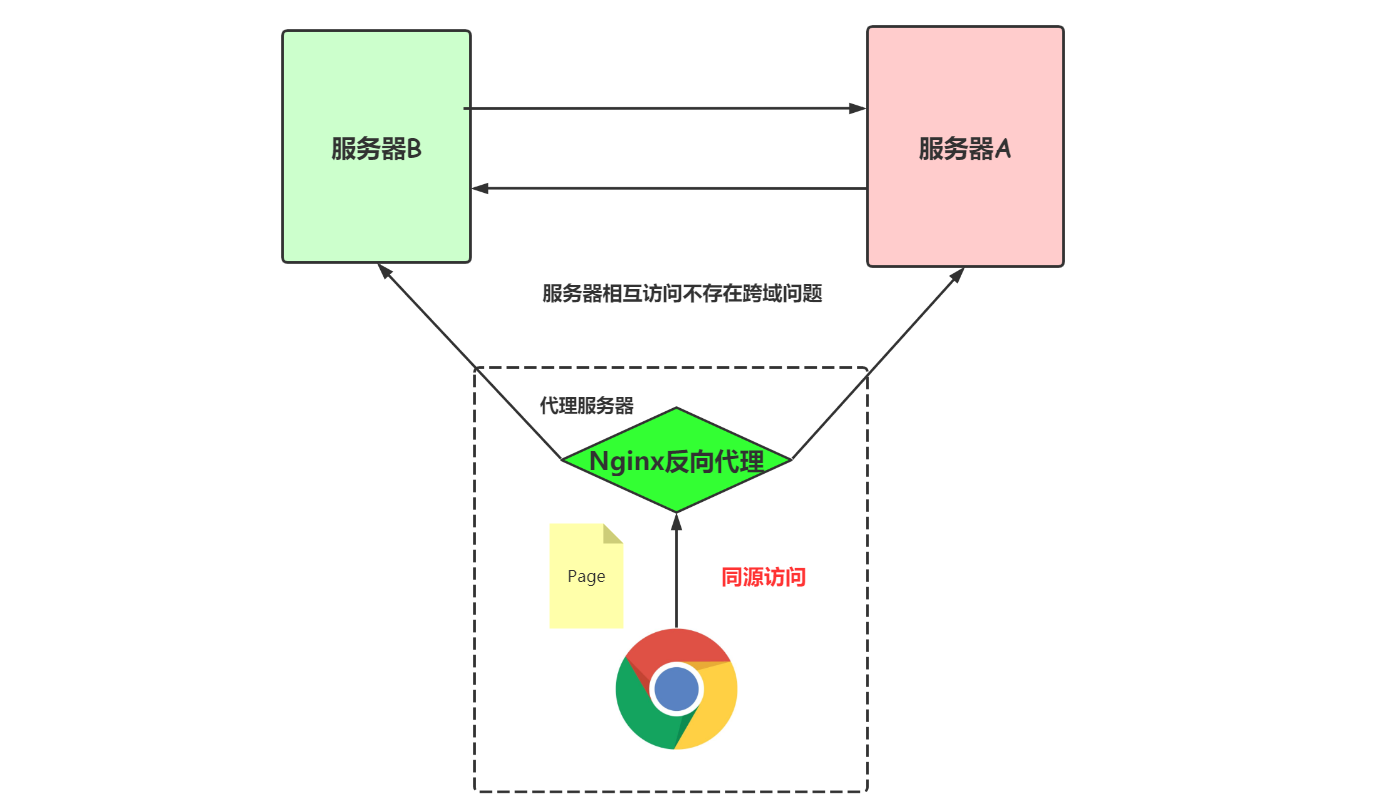 服务器B
服务器A
服务器相互访问不存在跨域问题
代理服务器
Nginx反向代理
Page
同源访问